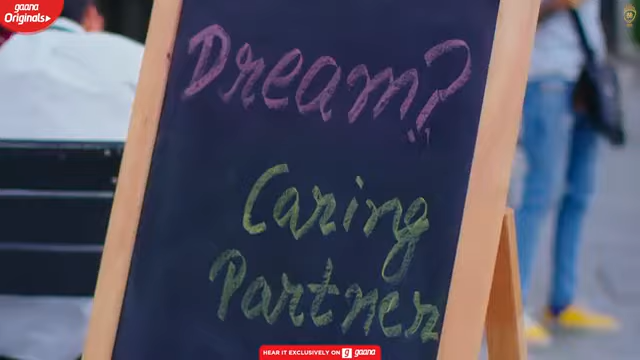 gaana
Originals
Dream?
Caring
Partner
HEAR IT EXCLUSIVELY ON gaana